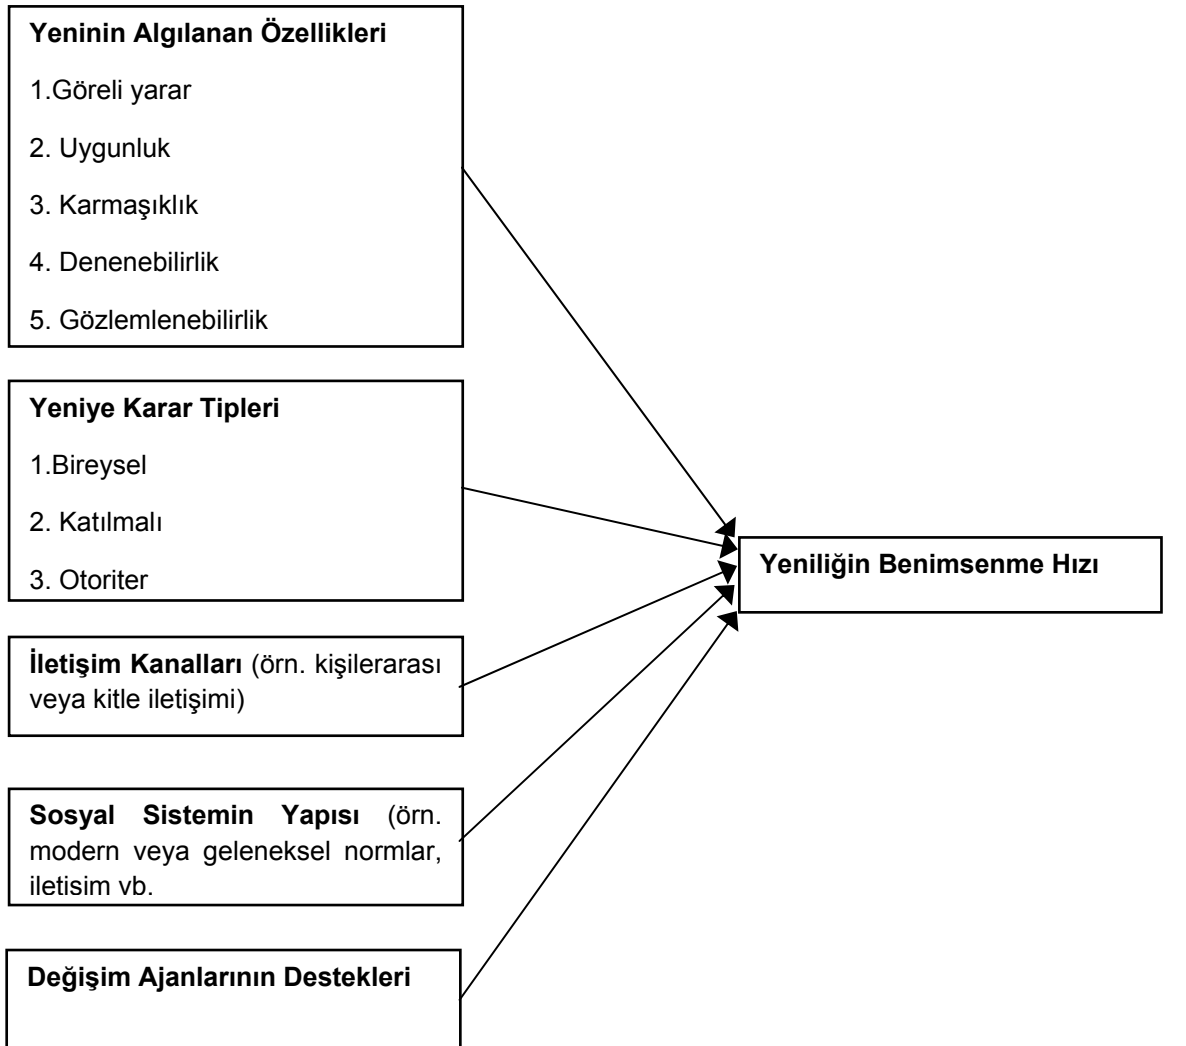 Yeninin Algılanan Özellikleri
1.Göreli yarar
2. Uygunluk
3. Karmaşıklık
4. Denenebilirlik
5. Gözlemlenebilirlik
Yeniye Karar Tipleri
1.Bireysel
2. Katılmalı
3. Otoriter
İletişim Kanalları (örn. kişilerarası
veya kitle iletişimi)
Sosyal Sistemin Yapısı (örn.
modern veya geleneksel normlar,
iletisim vb.
Değişim Ajanlarının Destekleri
Yeniliğin Benimsenme Hızı